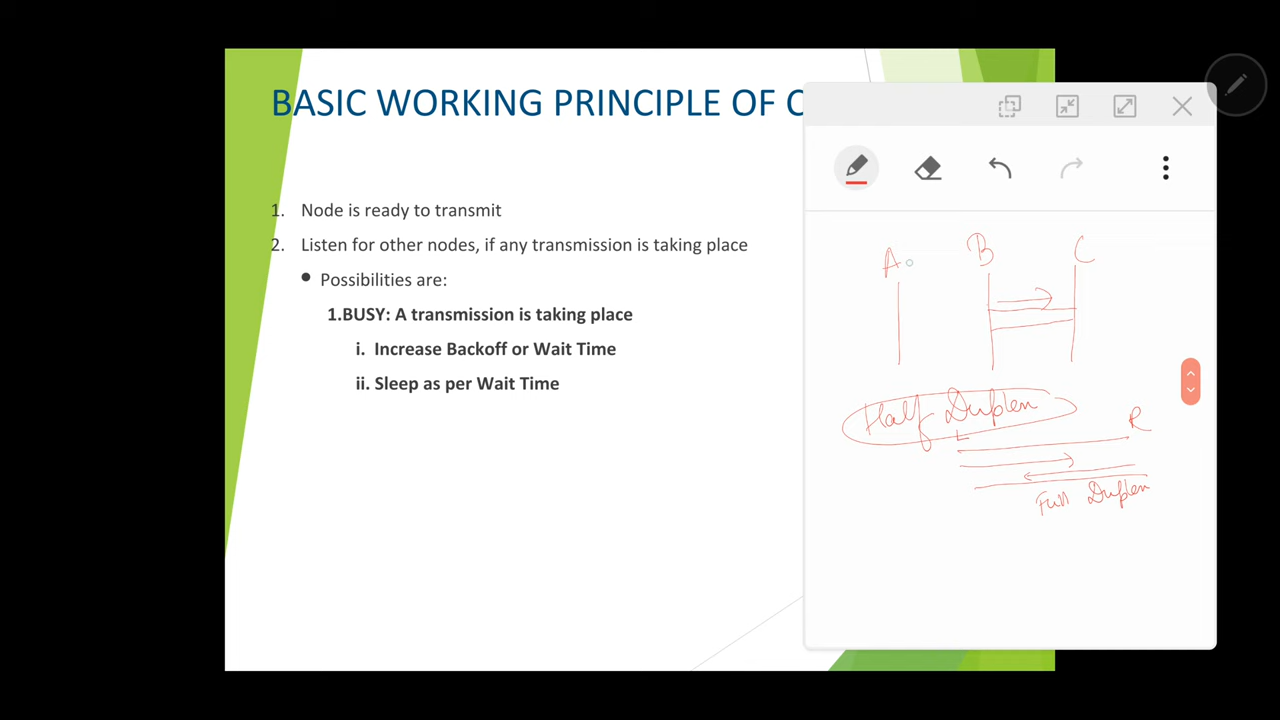 BASIC WORKING PRINCIPLE OF C
1. Node is ready to transmit
2. Listen for other nodes, if any transmission is taking place
• Possibilities are:
1.BUSY: A transmission is taking place
i. Increase Backoff or Wait Time
ii. Sleep as per Wait Time
A B C
Half Duplex
R
Full Duplex